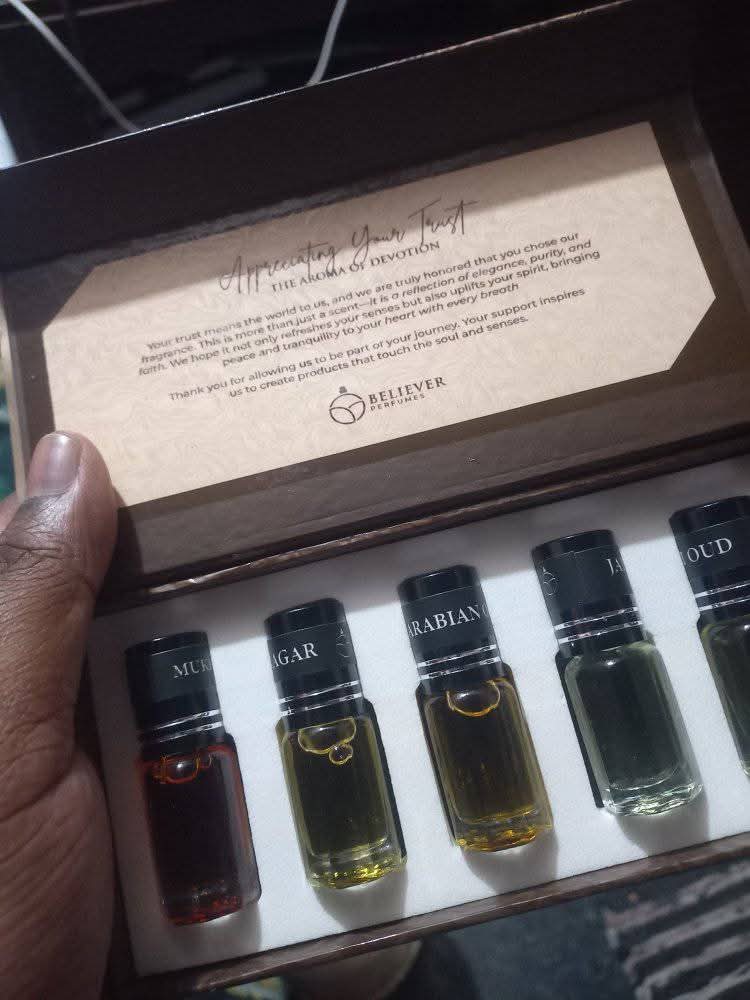 Appreciating Your Trust
THE AROMA OF DEVOTION
Your trust means the world to us, and we are truly honored that you chose our
fragrance. This is more than just a scent—it is a reflection of elegance, purity, and
faith. We hope it not only refreshes your senses but also uplifts your spirit, bringing
peace and tranquility to your heart with every breath
Thank you for allowing us to be part of your journey. Your support inspires
us to create products that touch the soul and senses.
BELIEVER
PERFUMES
AGAR
ARABIAN
OUD